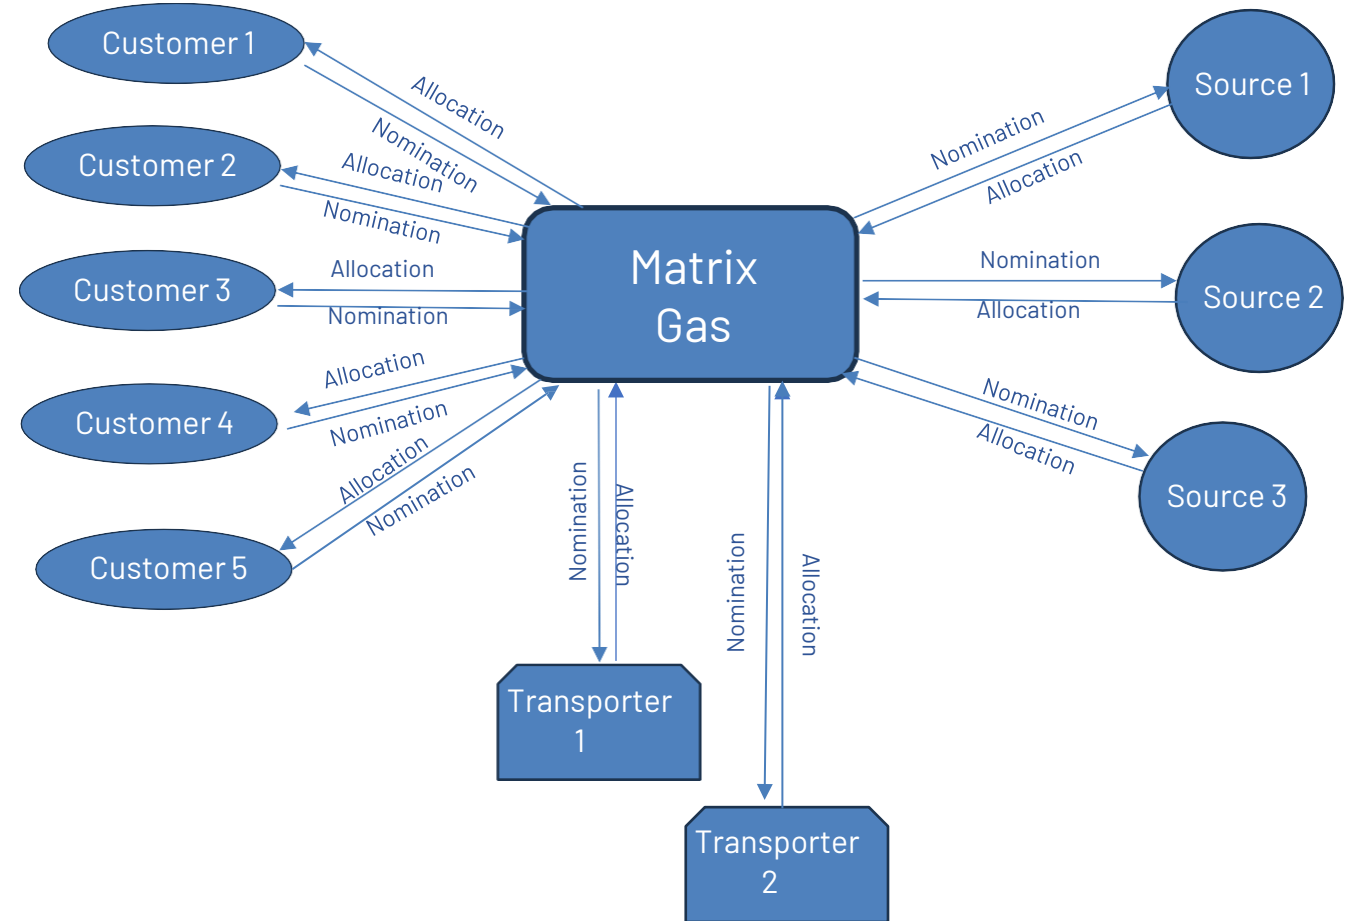 Customer 1
Allocation
Nomination
Customer 2
Allocation
Nomination
Customer 3
Allocation
Nomination
Customer 4
Allocation
Nomination
Customer 5
Allocation
Nomination
Matrix
Gas
Nomination
Allocation
Source 1
Nomination
Allocation
Source 2
Nomination
Allocation
Source 3
Nomination
Allocation
Transporter
1
Nomination
Allocation
Transporter
2